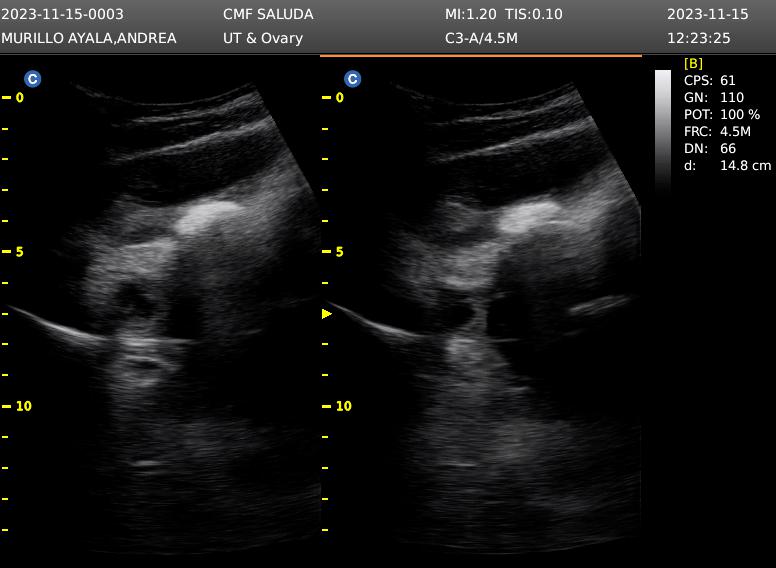 2023-11-15-0003 CMF SALUDA MI:1.20 TIS:0.10 2023-11-15
MURILLO AYALA,ANDREA UT & Ovary C3-A/4.5M 12:23:25
C C
0 0
5 5
10 10
[B]
CPS: 61
GN: 110
POT: 100 %
FRC: 4.5M
DN: 66
d: 14.8 cm